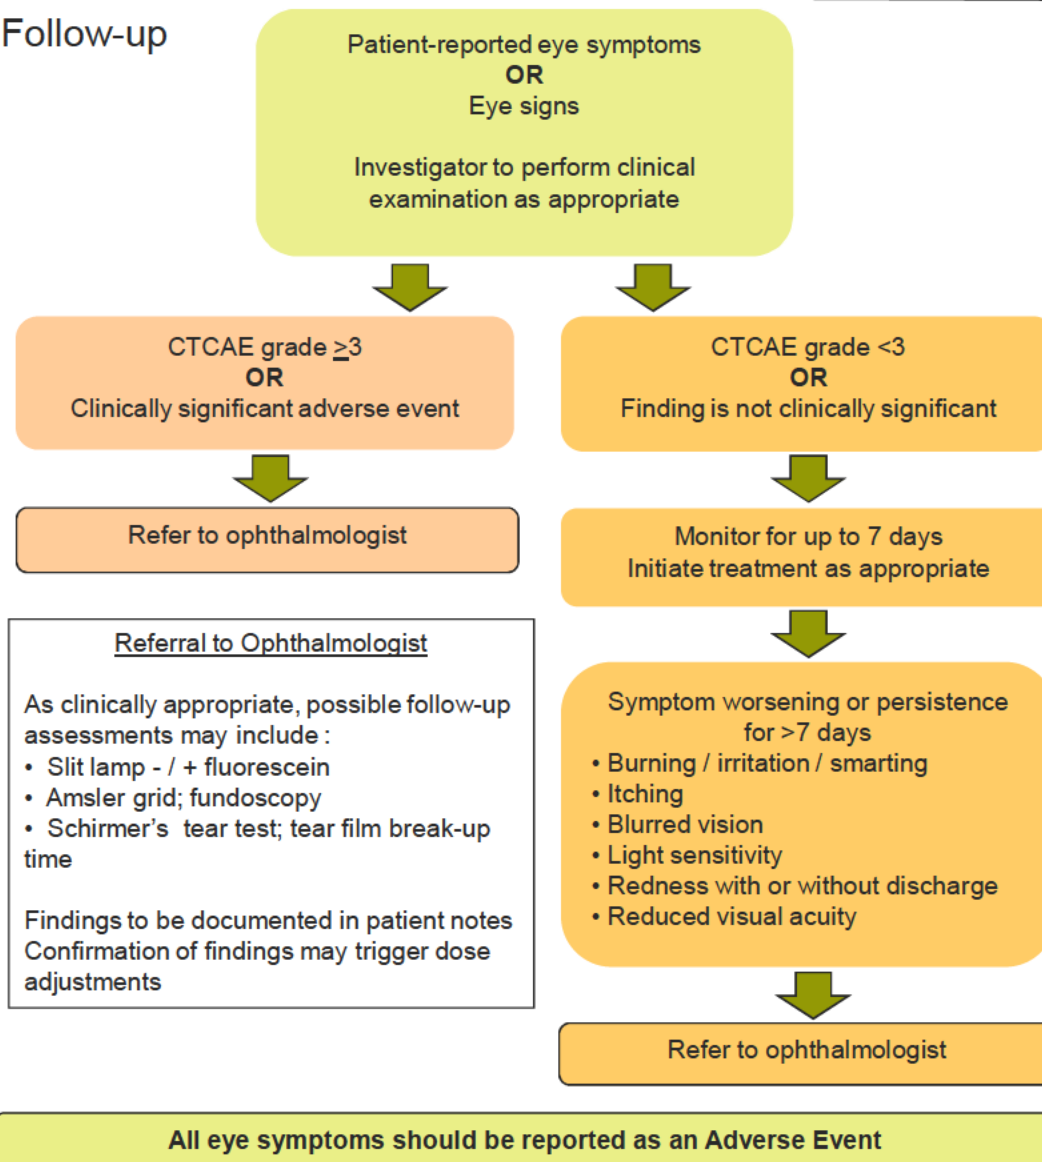 Follow-up
Patient-reported eye symptoms
OR
Eye signs
Investigator to perform clinical
examination as appropriate
CTCAE grade ≥3
OR
Clinically significant adverse event
Refer to ophthalmologist
CTCAE grade <3
OR
Finding is not clinically significant
Monitor for up to 7 days
Initiate treatment as appropriate
Symptom worsening or persistence
for >7 days
• Burning / irritation / smarting
• Itching
• Blurred vision
• Light sensitivity
• Redness with or without discharge
• Reduced visual acuity
Refer to ophthalmologist
Referral to Ophthalmologist
As clinically appropriate, possible follow-up
assessments may include :
• Slit lamp - / + fluorescein
• Amsler grid; fundoscopy
• Schirmer's tear test; tear film break-up
time
Findings to be documented in patient notes
Confirmation of findings may trigger dose
adjustments
All eye symptoms should be reported as an Adverse Event